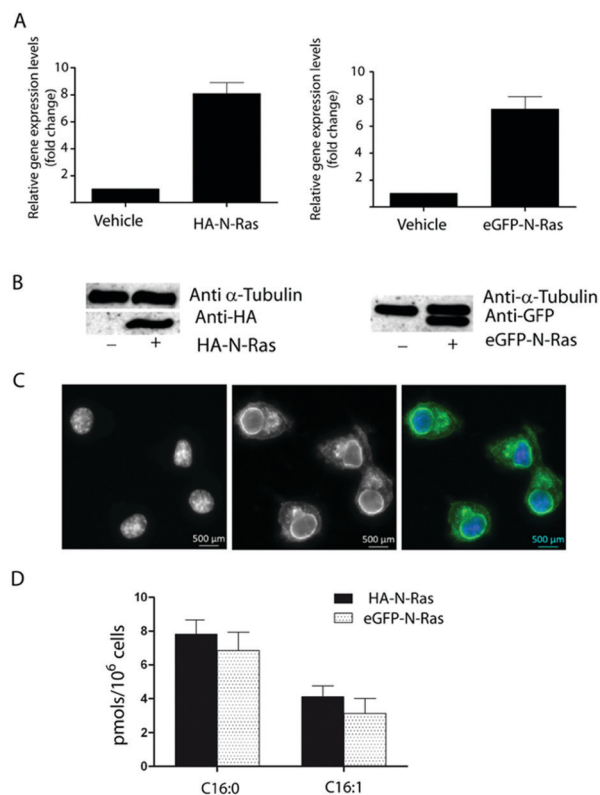 A
Relative gene expression levels
(fold change)
10
8
6
4
2
Vehicle
HA-N-Ras
Relative gene expression levels
(fold change)
10
8
6
4
2
Vehicle
eGFP-N-Ras
B
Anti α-Tubulin
Anti-HA
– + HA-N-Ras
Anti-α-Tubulin
Anti-GFP
– + eGFP-N-Ras
C
500 µm
500 µm
500 µm
D
HA-N-Ras
eGFP-N-Ras
pmols/10⁶ cells
10
8
6
4
2
0
C16:0
C16:1